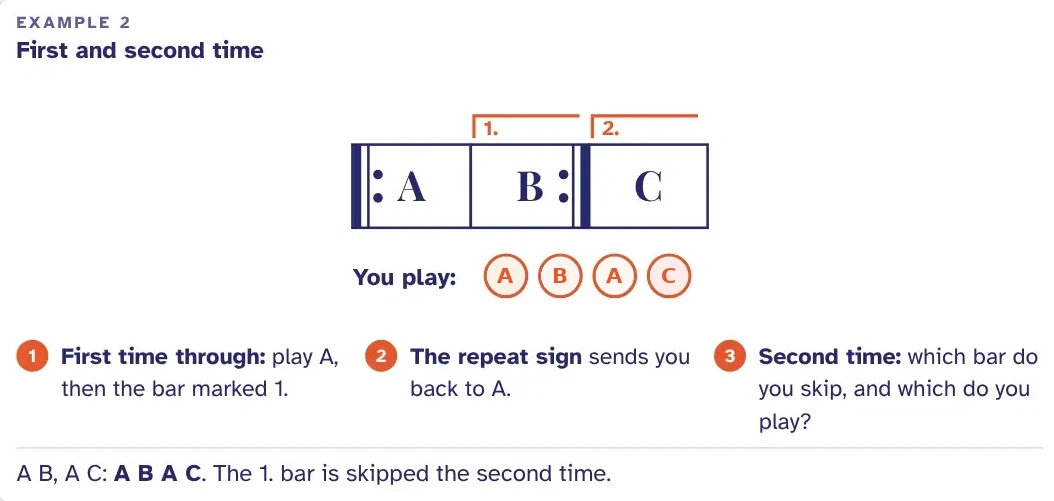 EXAMPLE 2
First and second time
1. 2.
A B C
You play: A B A C
1 First time through: play A,
then the bar marked 1.
2 The repeat sign sends you
back to A.
3 Second time: which bar do
you skip, and which do you
play?
A B, A C: A B A C. The 1. bar is skipped the second time.